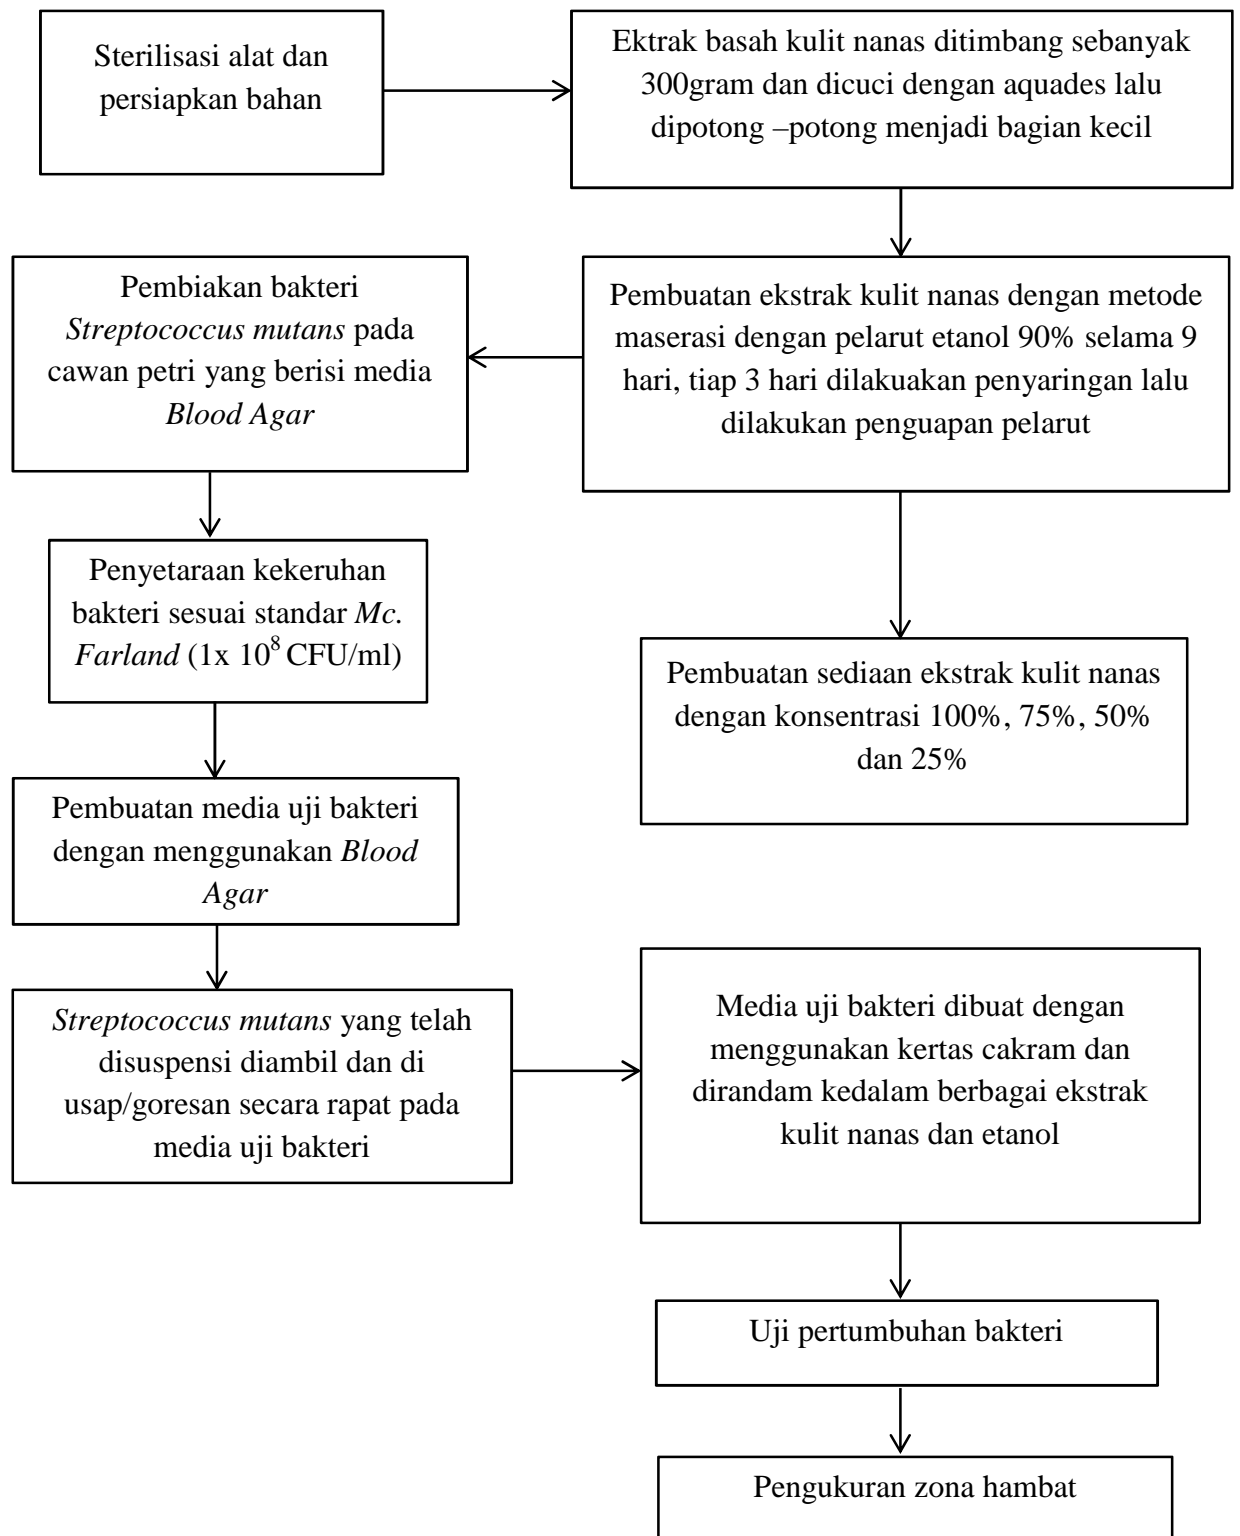 Sterilisasi alat dan
persiapkan bahan
Ektrak basah kulit nanas ditimbang sebanyak
300gram dan dicuci dengan aquades lalu
dipotong –potong menjadi bagian kecil
Pembuatan ekstrak kulit nanas dengan metode
maserasi dengan pelarut etanol 90% selama 9
hari, tiap 3 hari dilakuakan penyaringan lalu
dilakukan penguapan pelarut
Pembiakan bakteri
Streptococcus mutans pada
cawan petri yang berisi media
Blood Agar
Penyetaraan kekeruhan
bakteri sesuai standar Mc.
Farland (1x 10⁸ CFU/ml)
Pembuatan sediaan ekstrak kulit nanas
dengan konsentrasi 100%, 75%, 50%
dan 25%
Pembuatan media uji bakteri
dengan menggunakan Blood
Agar
Streptococcus mutans yang telah
disuspensi diambil dan di
usap/goresan secara rapat pada
media uji bakteri
Media uji bakteri dibuat dengan
menggunakan kertas cakram dan
dirandam kedalam berbagai ekstrak
kulit nanas dan etanol
Uji pertumbuhan bakteri
Pengukuran zona hambat